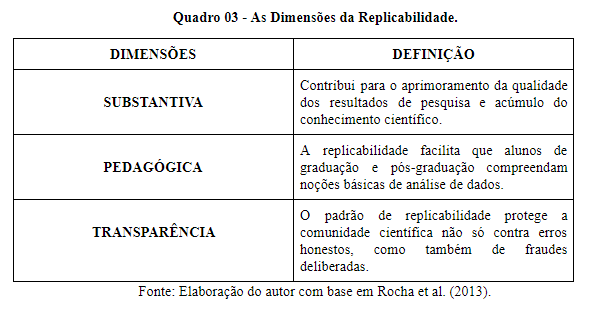 Quadro 03 - As Dimensões da Replicabilidade.
DIMENSÕES
DEFINIÇÃO
SUBSTANTIVA
Contribui para o aprimoramento da qualidade
dos resultados de pesquisa e acúmulo do
conhecimento científico.
PEDAGÓGICA
A replicabilidade facilita que alunos de
graduação e pós-graduação compreendam
noções básicas de análise de dados.
TRANSPARÊNCIA
O padrão de replicabilidade protege a
comunidade científica não só contra erros
honestos, como também de fraudes
deliberadas.
Fonte: Elaboração do autor com base em Rocha et al. (2013).